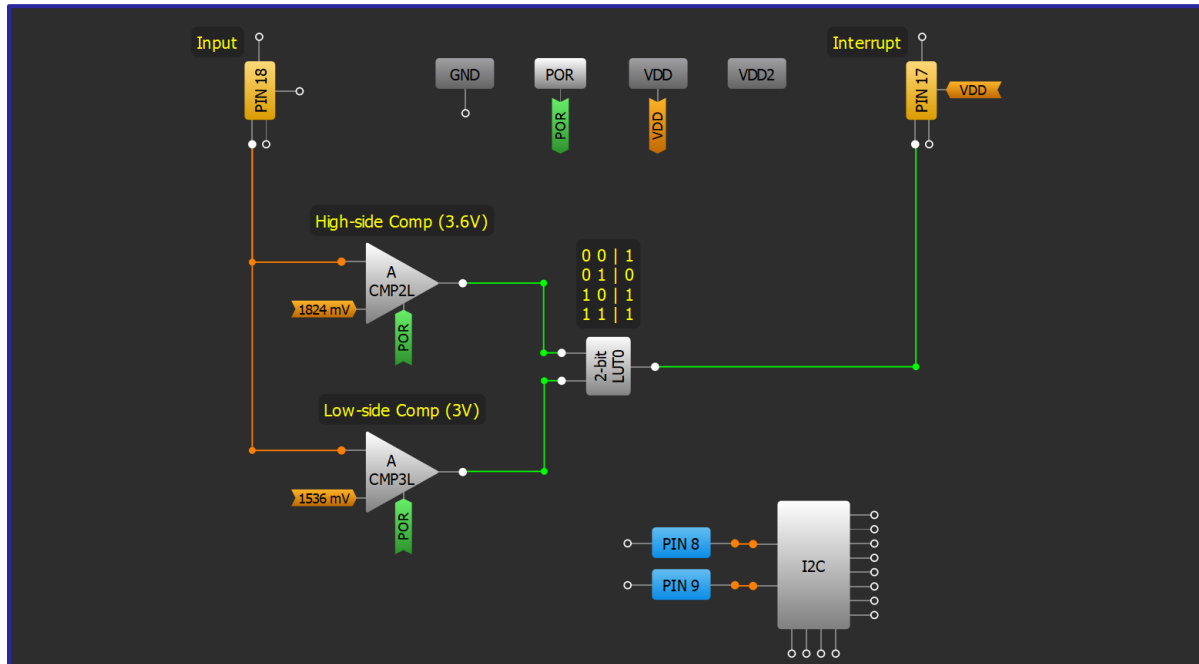 Input
PIN 18
GND
POR
VDD
VDD2
POR
VDD
Interrupt
PIN 17
VDD
High-side Comp (3.6V)
A
CMP2L
1824 mV
POR
0 0 | 1
0 1 | 0
1 0 | 1
1 1 | 1
2-bit
LUT0
Low-side Comp (3V)
A
CMP3L
1536 mV
POR
PIN 8
PIN 9
I2C